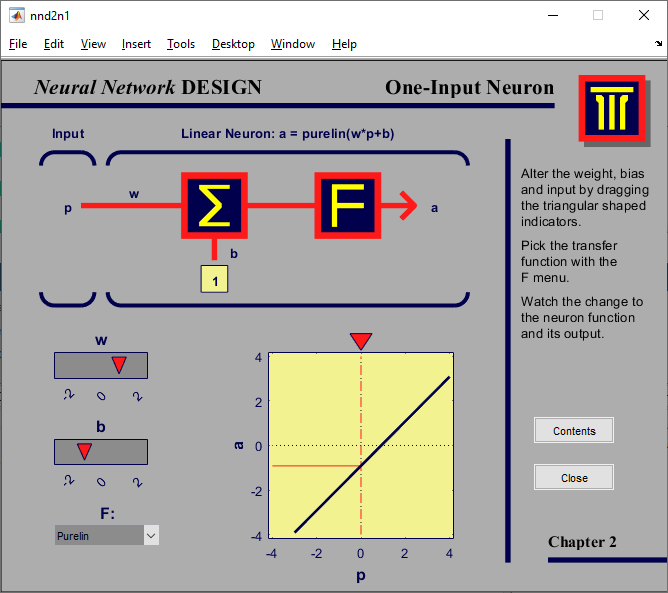 nnd2n1
File Edit View Insert Tools Desktop Window Help
Neural Network DESIGN
One-Input Neuron
Input
Linear Neuron: a = purelin(w*p+b)
p
w
Σ
F
a
b
1
Alter the weight, bias
and input by dragging
the triangular shaped
indicators.
Pick the transfer
function with the
F menu.
Watch the change to
the neuron function
and its output.
w
-2 0 2
b
-2 0 2
F:
Purelin
4
2
0
-2
-4
a
-4 -2 0 2 4
p
Contents
Close
Chapter 2